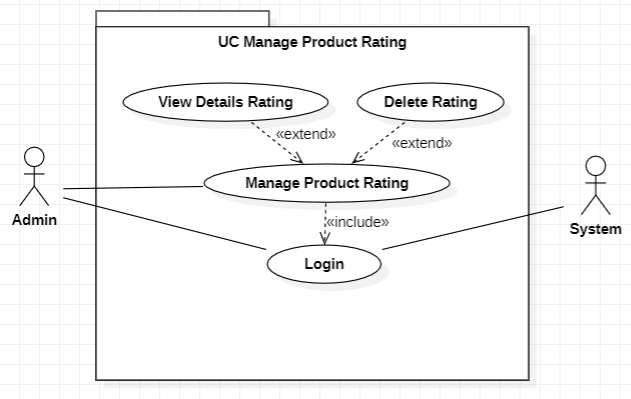 UC Manage Product Rating
View Details Rating
Delete Rating
«extend»
«extend»
Manage Product Rating
Admin
«include»
System
Login